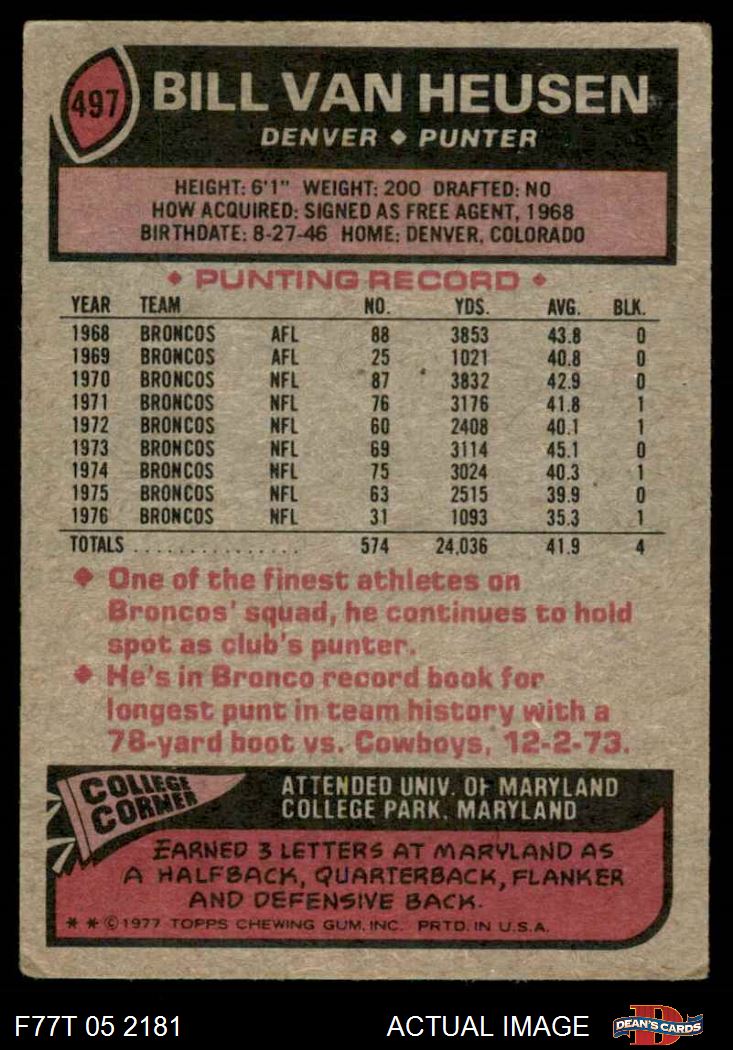 497 BILL VAN HEUSEN
DENVER ◆ PUNTER
HEIGHT: 6'1" WEIGHT: 200 DRAFTED: NO
HOW ACQUIRED: SIGNED AS FREE AGENT, 1968
BIRTHDATE: 8-27-46 HOME: DENVER, COLORADO
◆ PUNTING RECORD ◆
YEAR TEAM NO. YDS. AVG. BLK.
1968 BRONCOS AFL 88 3853 43.8 0
1969 BRONCOS AFL 25 1021 40.8 0
1970 BRONCOS NFL 87 3832 42.9 0
1971 BRONCOS NFL 76 3176 41.8 1
1972 BRONCOS NFL 60 2408 40.1 1
1973 BRONCOS NFL 69 3114 45.1 0
1974 BRONCOS NFL 75 3024 40.3 1
1975 BRONCOS NFL 63 2515 39.9 0
1976 BRONCOS NFL 31 1093 35.3 1
TOTALS ................ 574 24,036 41.9 4
◆ One of the finest athletes on
Broncos' squad, he continues to hold
spot as club's punter.
◆ He's in Bronco record book for
longest punt in team history with a
78-yard boot vs. Cowboys, 12-2-73.
COLLEGE
CORNER
ATTENDED UNIV. OF MARYLAND
COLLEGE PARK, MARYLAND
EARNED 3 LETTERS AT MARYLAND AS
A HALFBACK, QUARTERBACK, FLANKER
AND DEFENSIVE BACK.
* * © 1977 TOPPS CHEWING GUM, INC. PRTD. IN U.S.A.
F77T 05 2181 ACTUAL IMAGE D DEAN'S CARDS